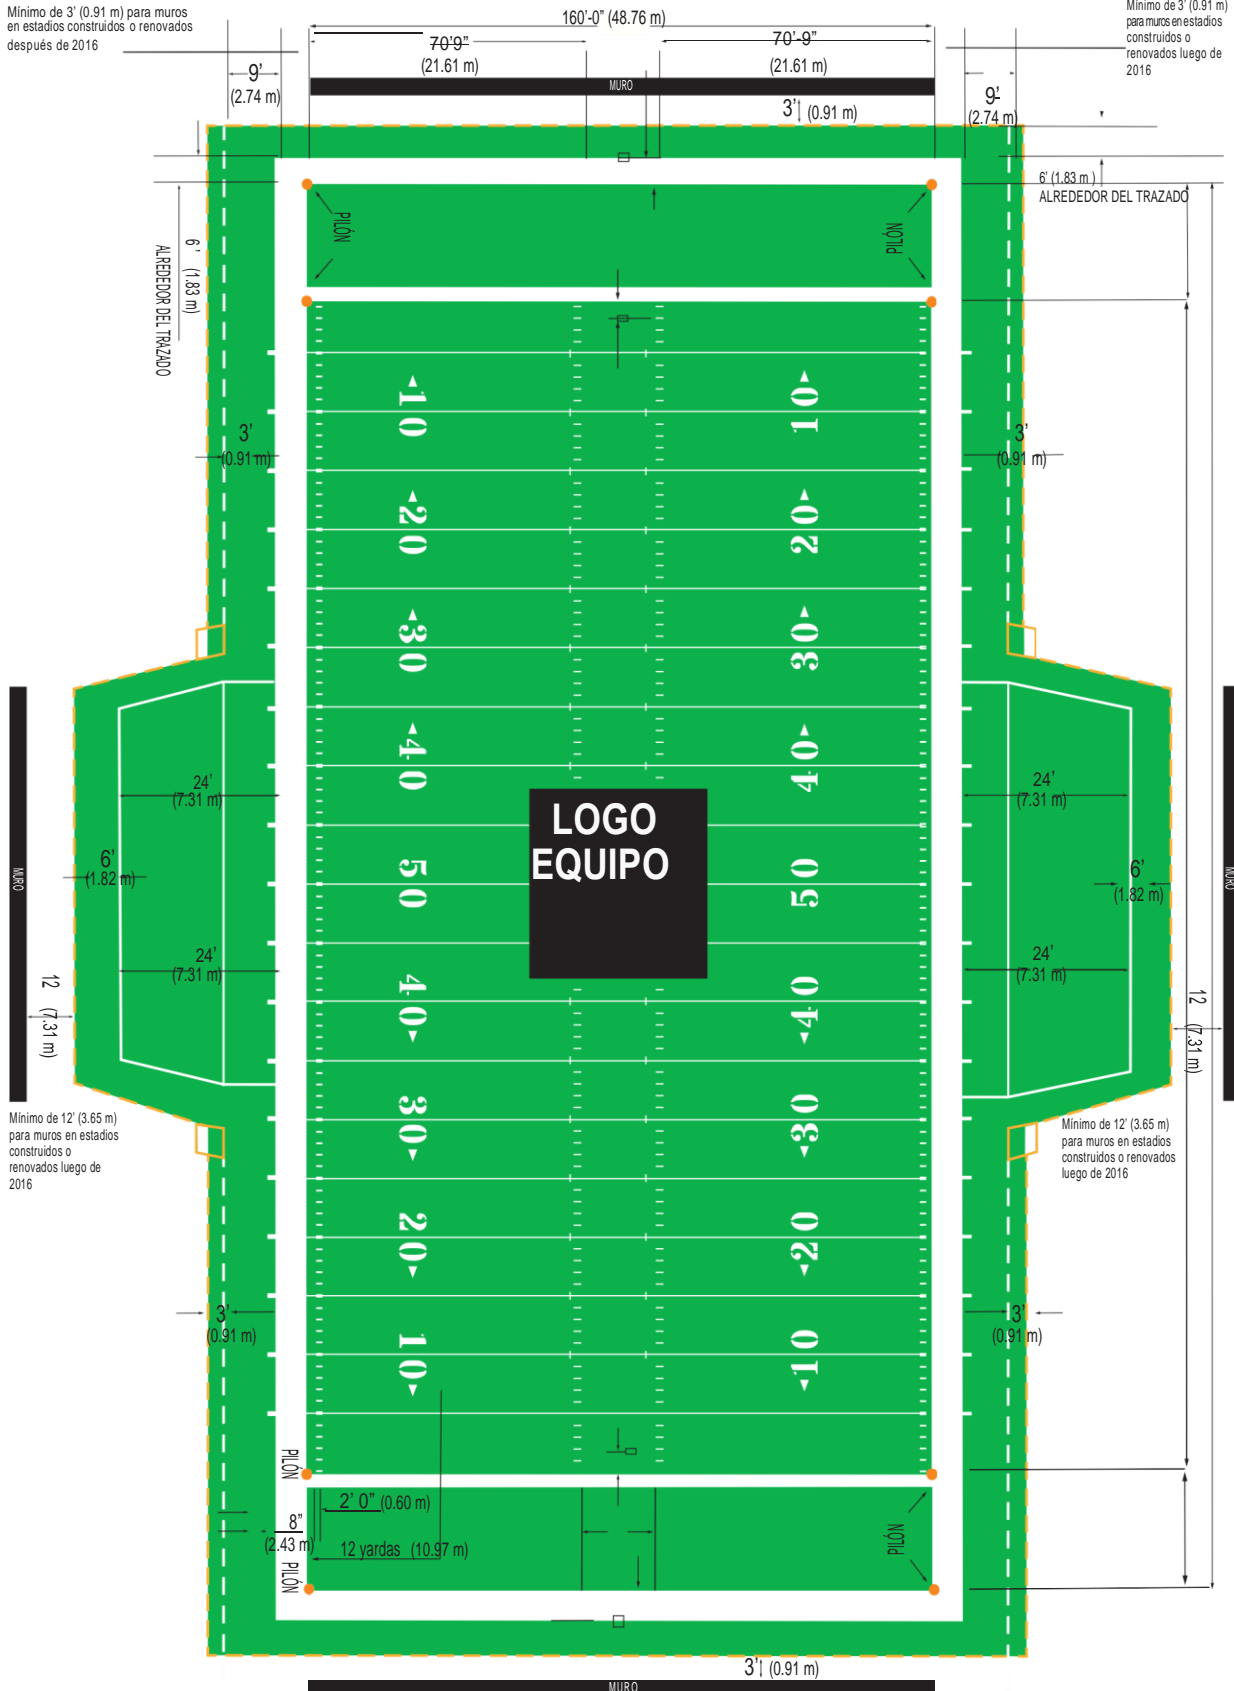 Mínimo de 3' (0.91 m) para muros
en estadios construidos o renovados
después de 2016
160'-0" (48.76 m)
Mínimo de 3' (0.91 m)
para muros en estadios
construidos o
renovados luego de
2016
70'9"
(21.61 m)
70'-9"
(21.61 m)
9'
(2.74 m)
MURO
9'
(2.74 m)
3' (0.91 m)
6' (1.83 m )
ALREDEDOR DEL TRAZADO
PILÓN
PILÓN
6' (1.83 m)
ALREDEDOR DEL TRAZADO
10
10
3'
(0.91 m)
3'
(0.91 m)
20
20
30
30
40
40
24'
(7.31 m)
24'
(7.31 m)
LOGO
EQUIPO
MURO
6'
(1.82 m)
50
50
6'
(1.82 m)
MURO
24'
(7.31 m)
24'
(7.31 m)
12 (7.31 m)
40
40
12 (7.31 m)
Mínimo de 12' (3.65 m)
para muros en estadios
construidos o
renovados luego de
2016
30
30
Mínimo de 12' (3.65 m)
para muros en estadios
construidos o renovados
luego de 2016
20
20
3'
(0.91 m)
3'
(0.91 m)
10
10
PILÓN
2' 0" (0.60 m)
8"
(2.43 m)
12 yardas (10.97 m)
PILÓN
PILÓN
3' (0.91 m)
MURO